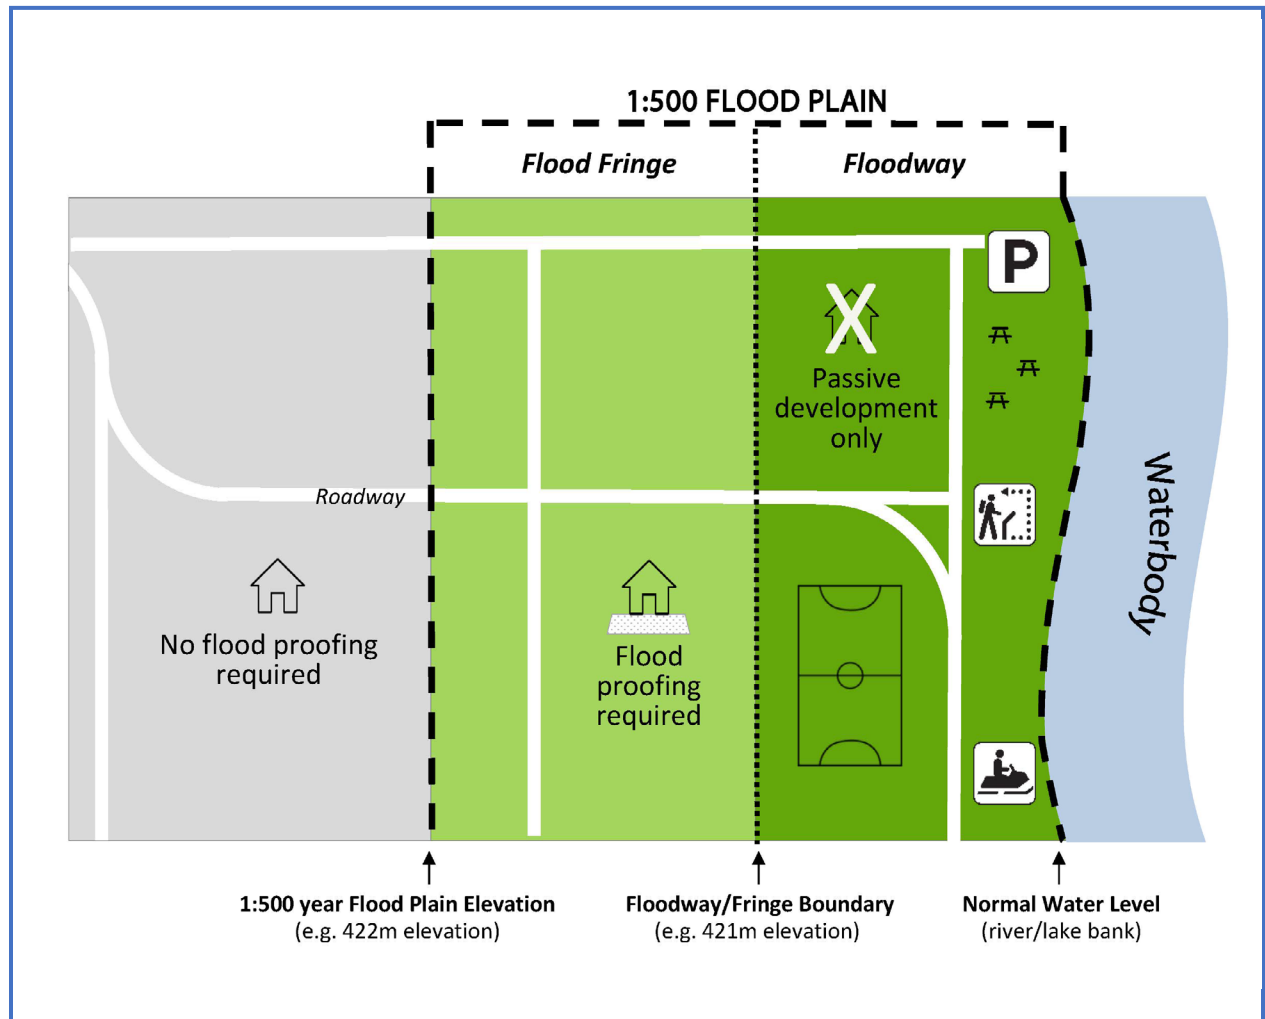 1:500 FLOOD PLAIN
Flood Fringe
Floodway
P
X
Passive
development
only
Roadway
Waterbody
No flood proofing
required
Flood
proofing
required
1:500 year Flood Plain Elevation
(e.g. 422m elevation)
Floodway/Fringe Boundary
(e.g. 421m elevation)
Normal Water Level
(river/lake bank)